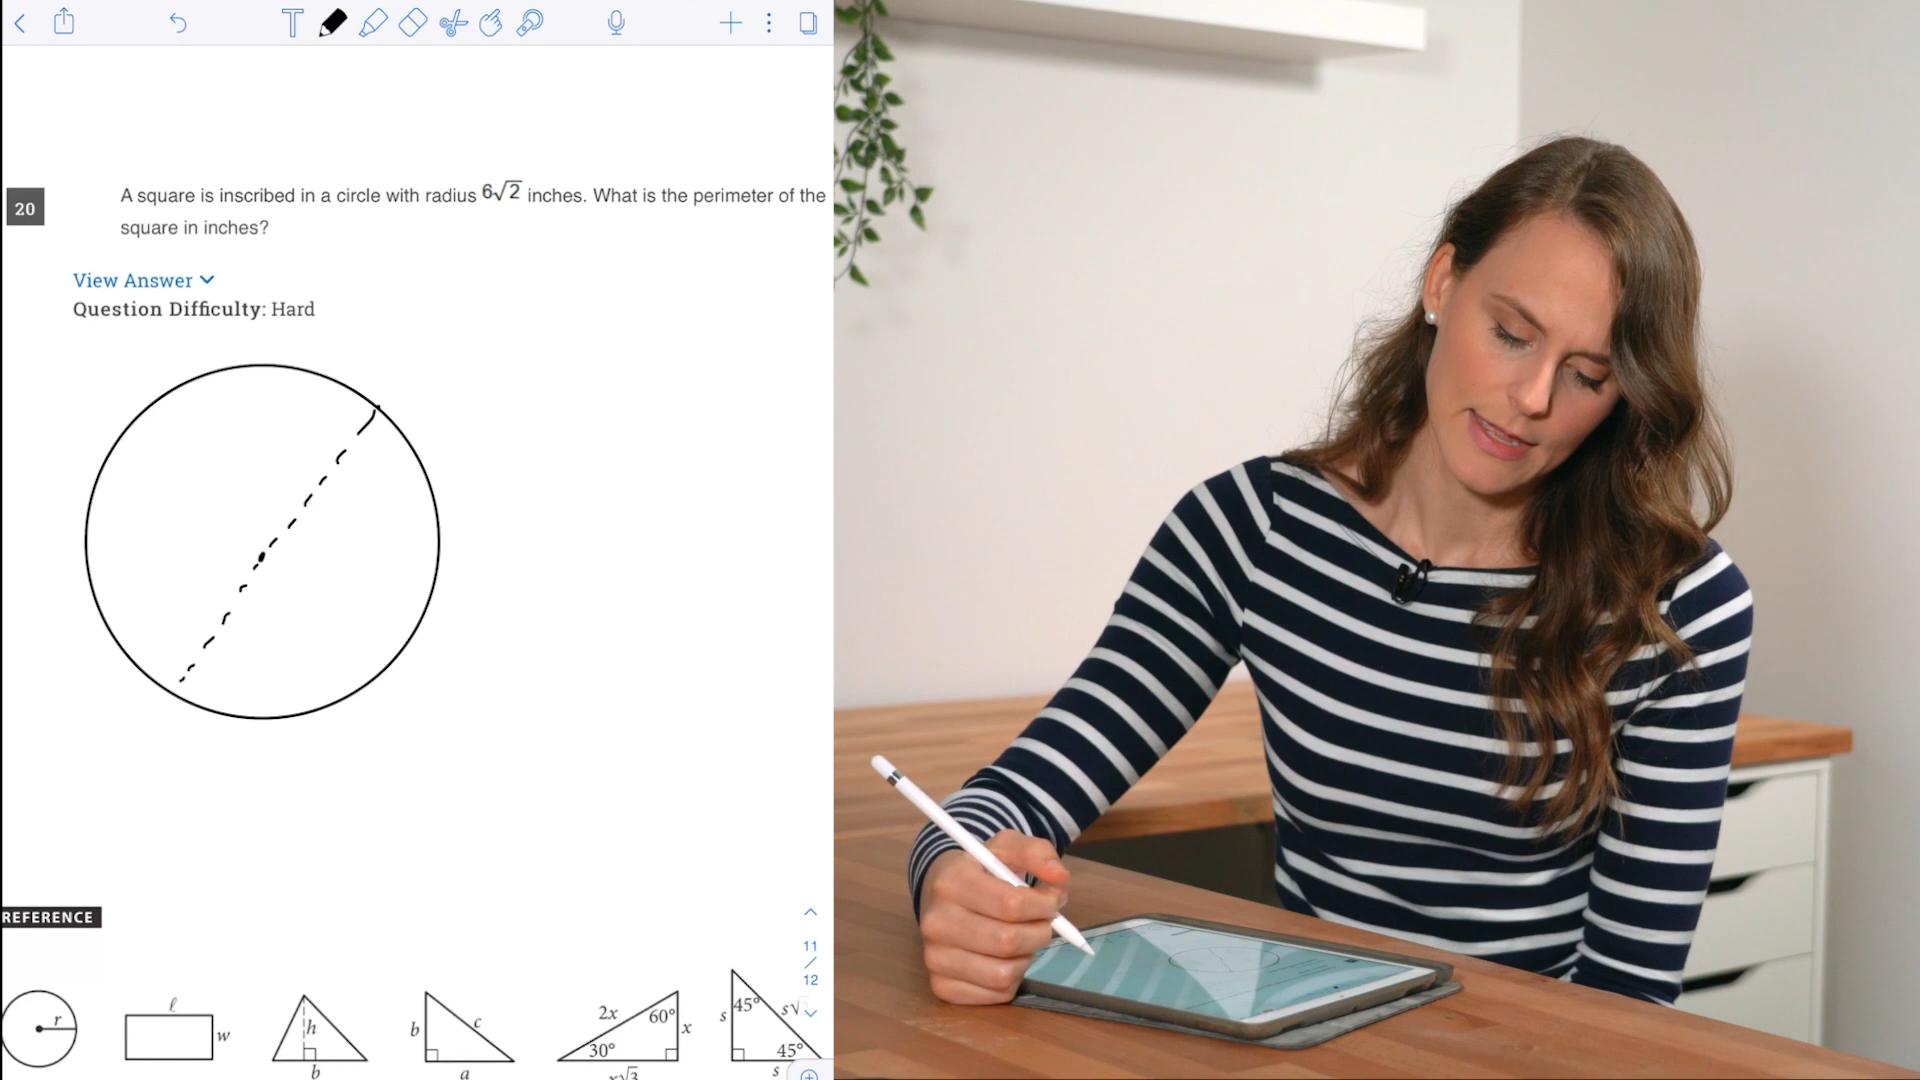 20
A square is inscribed in a circle with radius 6√2 inches. What is the perimeter of the
square in inches?
View Answer
Question Difficulty: Hard
REFERENCE
11
/
12
r
ℓ
w
h
b
b
c
a
2x
60°
x
30°
x√3
45°
s
s√
45°
s